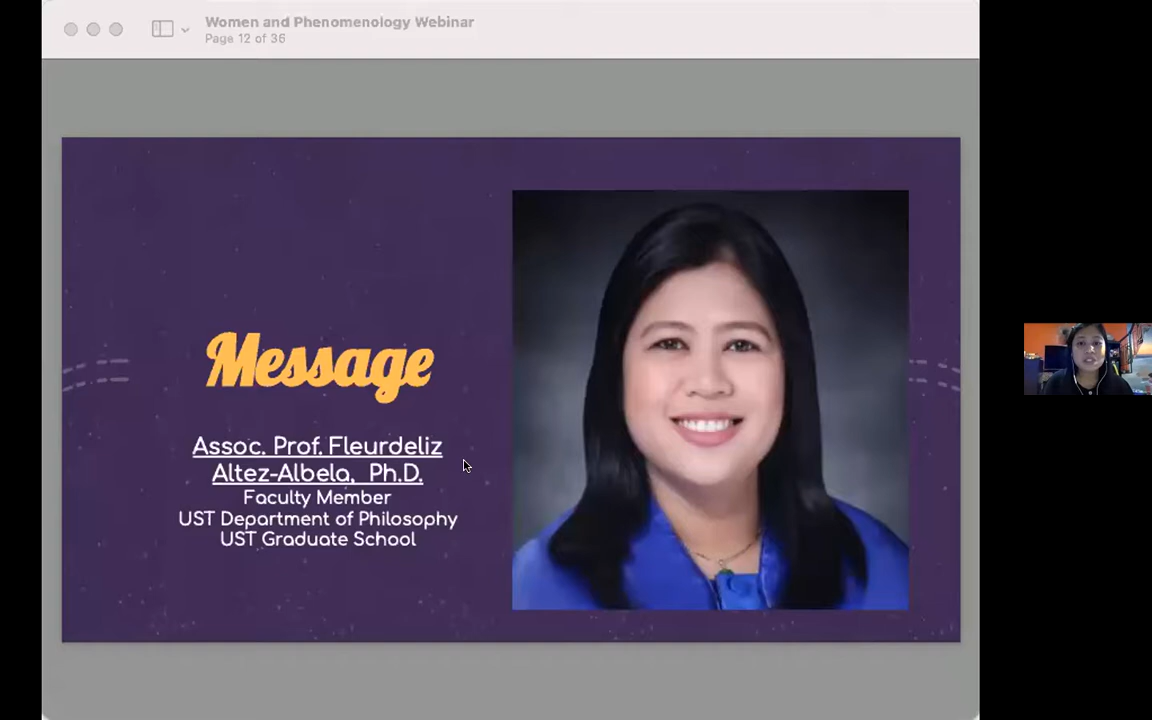 Women and Phenomenology Webinar
Page 12 of 36
Message
Assoc. Prof. Fleurdeliz
Altez-Albela, Ph.D.
Faculty Member
UST Department of Philosophy
UST Graduate School